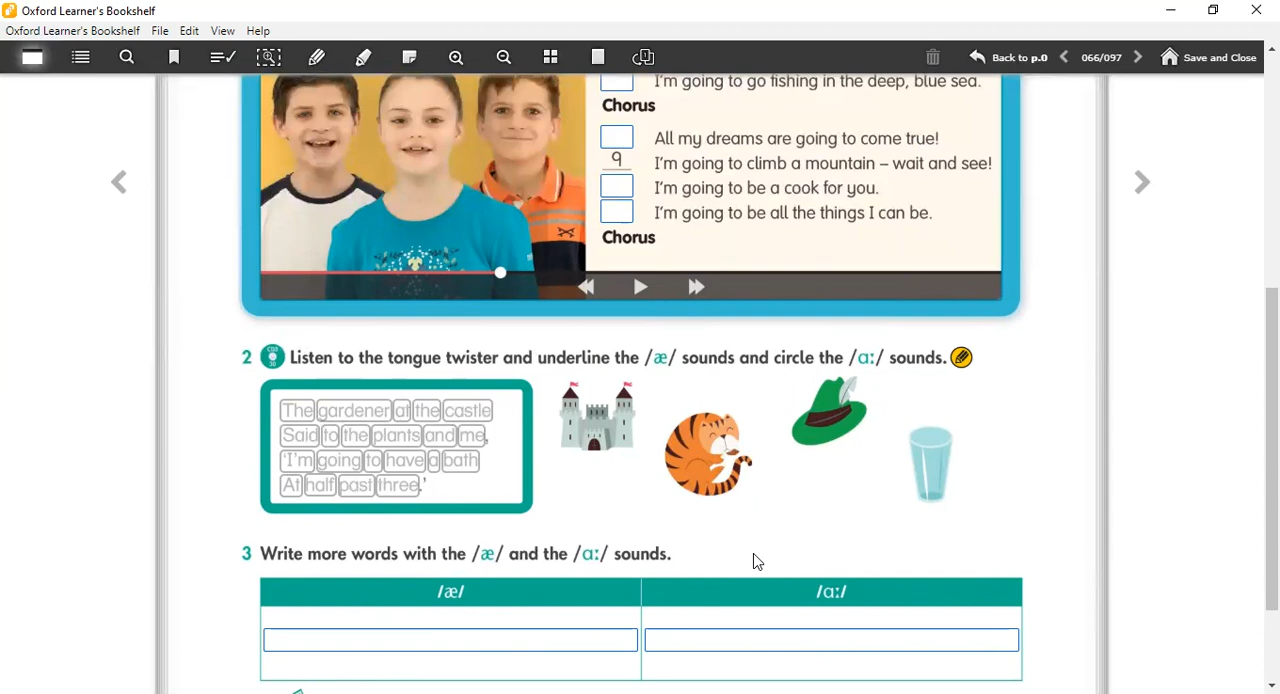 Oxford Learner's Bookshelf
Oxford Learner's Bookshelf File Edit View Help
Back to p.0 066/097 Save and Close
I'm going to go fishing in the deep, blue sea.
Chorus
All my dreams are going to come true!
9 I'm going to climb a mountain – wait and see!
I'm going to be a cook for you.
I'm going to be all the things I can be.
Chorus
2 CD3 30 Listen to the tongue twister and underline the /æ/ sounds and circle the /ɑː/ sounds.
The gardener at the castle
Said to the plants and me,
'I'm going to have a bath
At half past three.'
3 Write more words with the /æ/ and the /ɑː/ sounds.
/æ/ /ɑː/